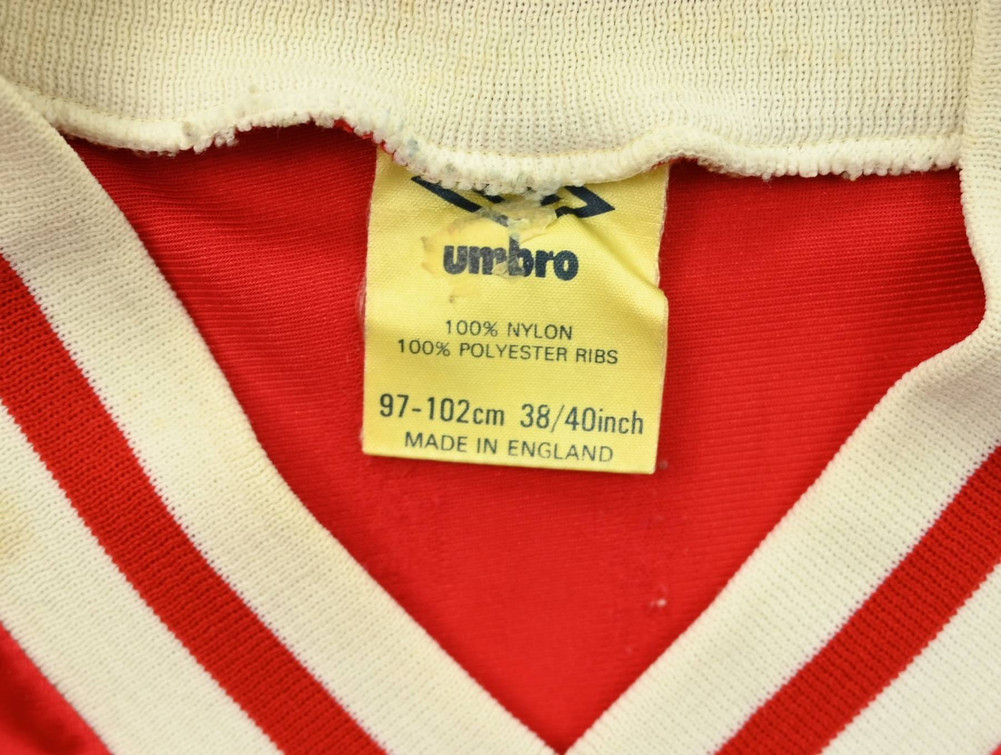 umbro
100% NYLON
100% POLYESTER RIBS
97-102cm 38/40inch
MADE IN ENGLAND